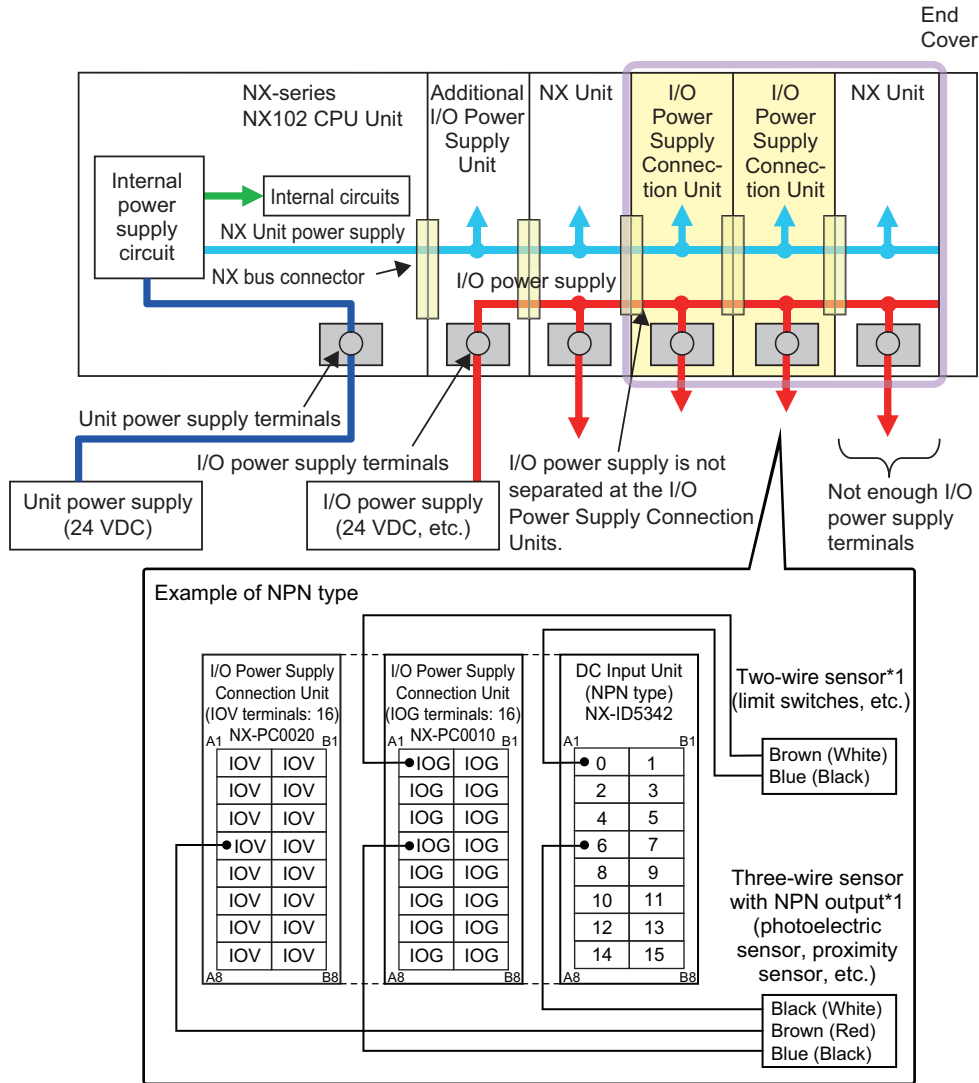 End
Cover
NX-series
NX102 CPU Unit
Additional
I/O Power
Supply
Unit
NX Unit
I/O
Power
Supply
Connec-
tion Unit
I/O
Power
Supply
Connec-
tion Unit
NX Unit
Internal
power
supply
circuit
Internal circuits
NX Unit power supply
NX bus connector
I/O power supply
Unit power supply terminals
I/O power supply terminals
Unit power supply
(24 VDC)
I/O power supply
(24 VDC, etc.)
I/O power supply is not
separated at the I/O
Power Supply Connection
Units.
Not enough I/O
power supply
terminals
Example of NPN type
I/O Power Supply
Connection Unit
(IOV terminals: 16)
NX-PC0020
A1 B1
IOV IOV
IOV IOV
IOV IOV
IOV IOV
IOV IOV
IOV IOV
IOV IOV
IOV IOV
A8 B8
I/O Power Supply
Connection Unit
(IOG terminals: 16)
NX-PC0010
A1 B1
IOG IOG
IOG IOG
IOG IOG
IOG IOG
IOG IOG
IOG IOG
IOG IOG
IOG IOG
A8 B8
DC Input Unit
(NPN type)
NX-ID5342
A1 B1
0 1
2 3
4 5
6 7
8 9
10 11
12 13
14 15
A8 B8
Two-wire sensor*1
(limit switches, etc.)
Brown (White)
Blue (Black)
Three-wire sensor
with NPN output*1
(photoelectric
sensor, proximity
sensor, etc.)
Black (White)
Brown (Red)
Blue (Black)